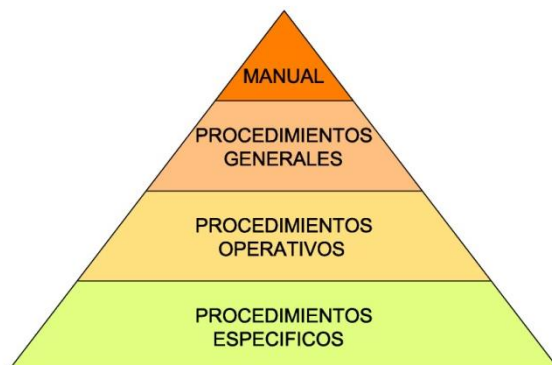 MANUAL
PROCEDIMIENTOS
GENERALES
PROCEDIMIENTOS
OPERATIVOS
PROCEDIMIENTOS
ESPECIFICOS